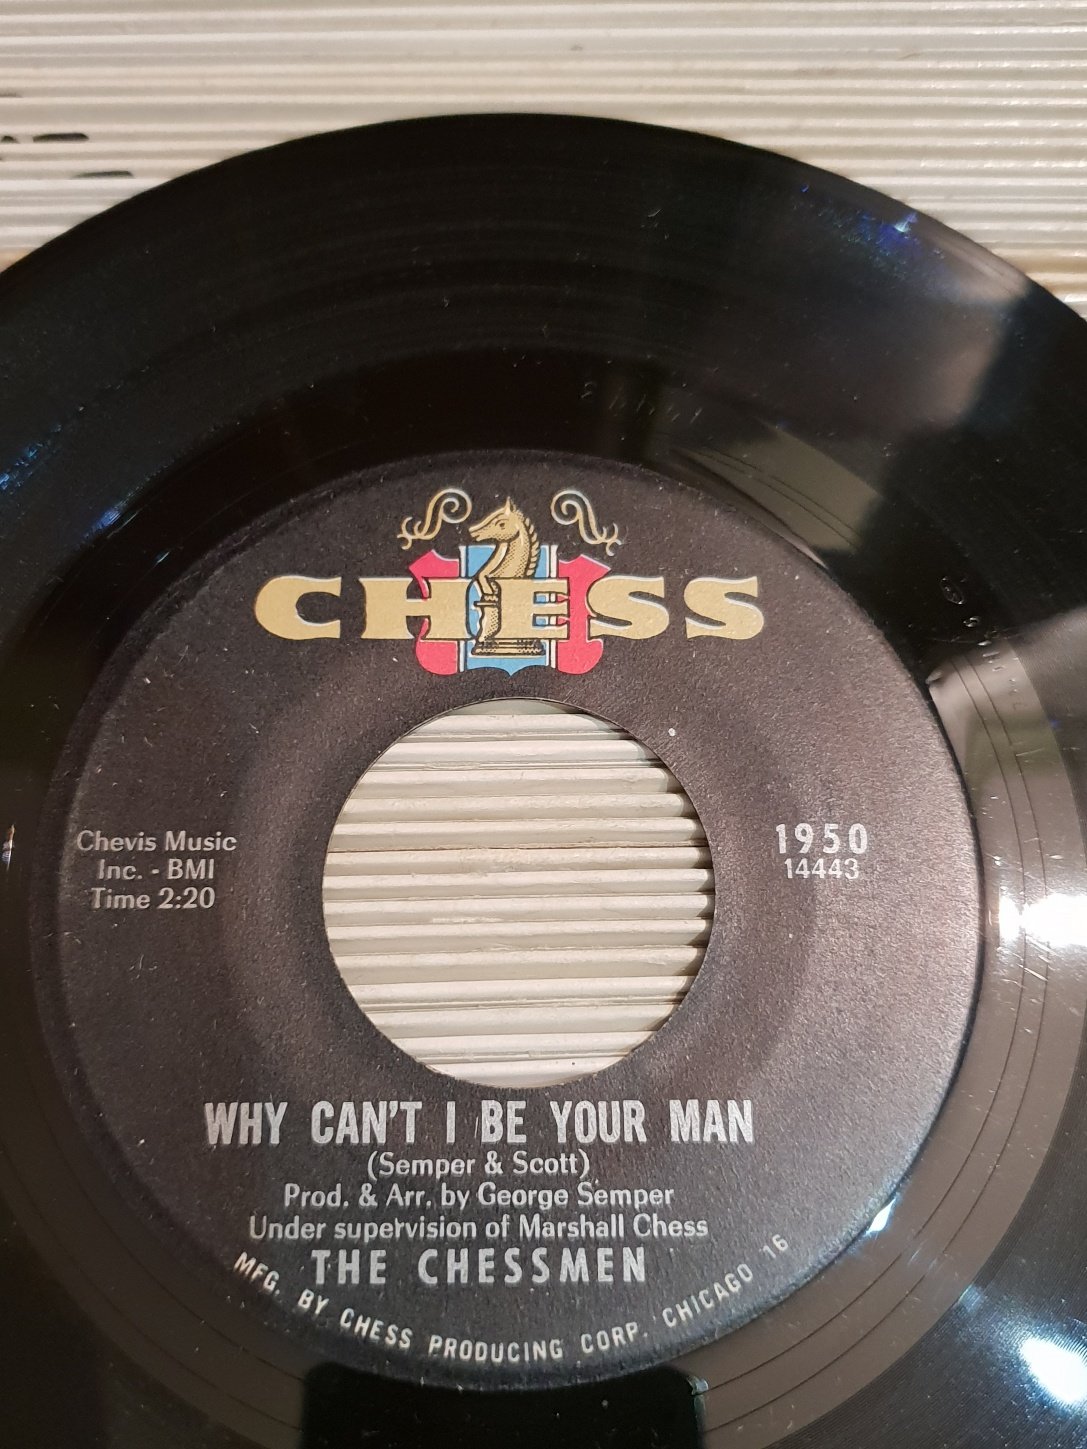 CHESS
Chevis Music
Inc. - BMI
Time 2:20
1950
14443
WHY CAN'T I BE YOUR MAN
(Semper & Scott)
Prod. & Arr. by George Semper
Under supervision of Marshall Chess
THE CHESSMEN
MFG. BY CHESS PRODUCING CORP. CHICAGO 16